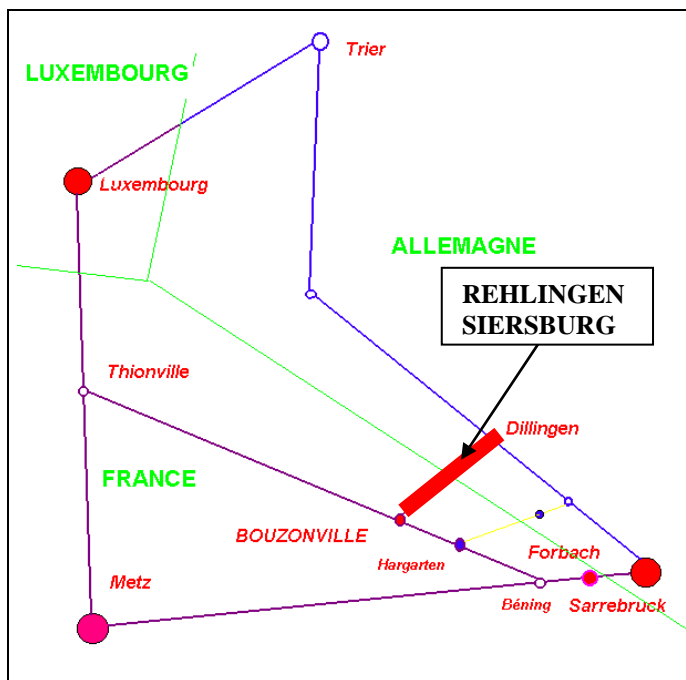 Trier
LUXEMBOURG
Luxembourg
ALLEMAGNE
REHLINGEN
SIERSBURG
Thionville
Dillingen
FRANCE
BOUZONVILLE
Hargarten
Forbach
Metz
Béning
Sarrebruck